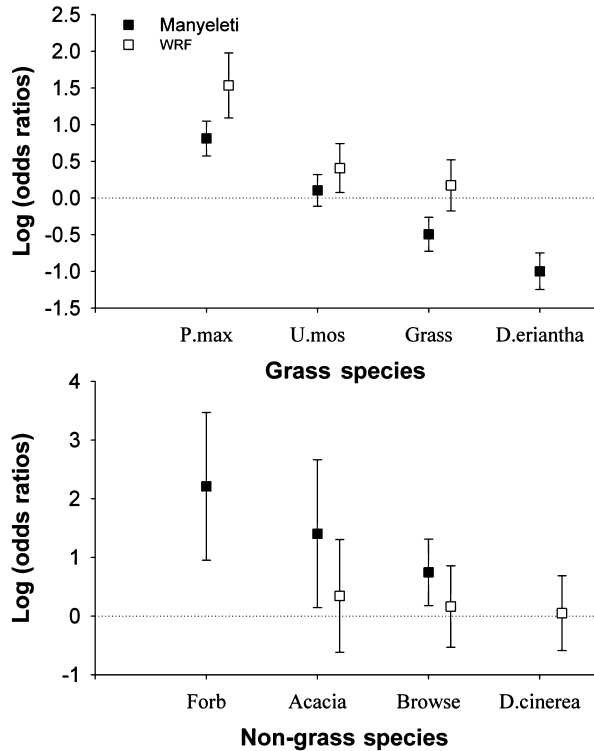 2.5
Manyeleti
WRF
2.0
1.5
1.0
0.5
0.0
-0.5
-1.0
-1.5
Log (odds ratios)
P.max U.mos Grass D.eriantha
Grass species
4
3
2
1
0
-1
Log (odds ratios)
Forb Acacia Browse D.cinerea
Non-grass species